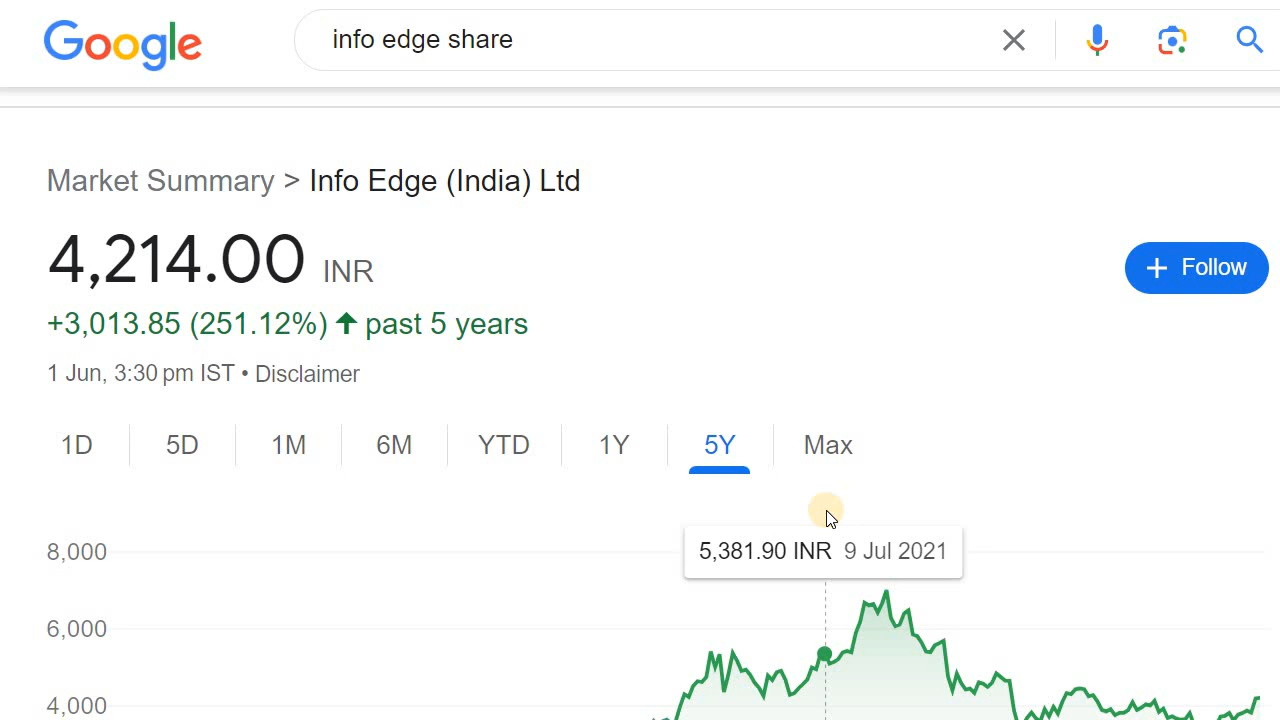 Google
info edge share
Market Summary > Info Edge (India) Ltd
4,214.00 INR
+ Follow
+3,013.85 (251.12%) ↑ past 5 years
1 Jun, 3:30 pm IST • Disclaimer
1D 5D 1M 6M YTD 1Y 5Y Max
5,381.90 INR 9 Jul 2021
8,000
6,000
4,000